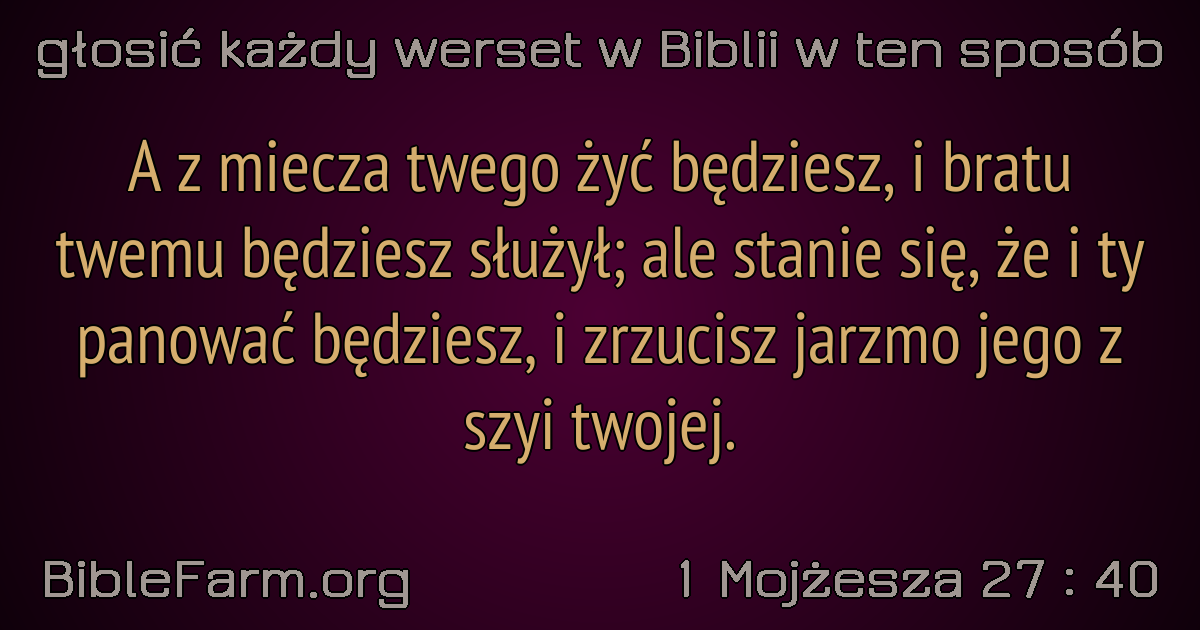 głosić każdy werset w Biblii w ten sposób
A z miecza twego żyć będziesz, i bratu
twemu będziesz służył; ale stanie się, że i ty
panować będziesz, i zrzucisz jarzmo jego z
szyi twojej.
BibleFarm.org
1 Mojżesza 27 : 40